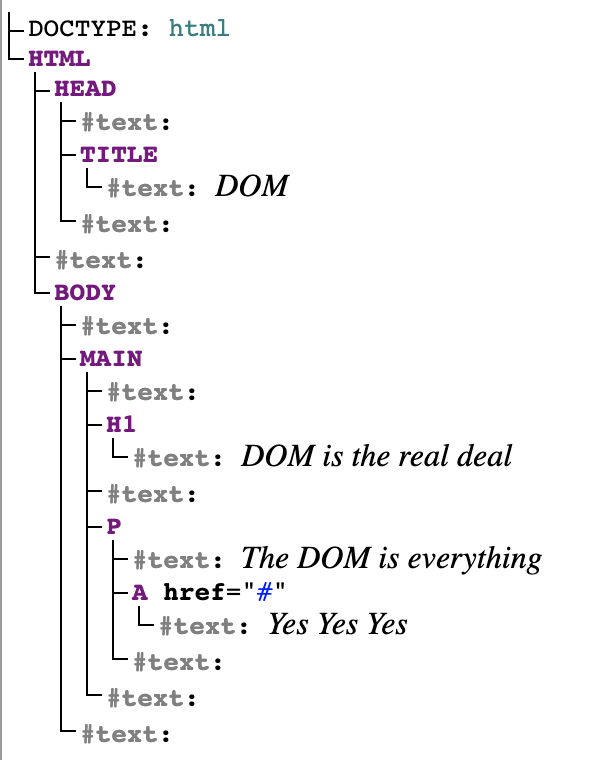 DOCTYPE: html
HTML
HEAD
#text:
TITLE
#text: DOM
#text:
#text:
BODY
#text:
MAIN
#text:
H1
#text: DOM is the real deal
#text:
P
#text: The DOM is everything
A href="#"
#text: Yes Yes Yes
#text:
#text:
#text: